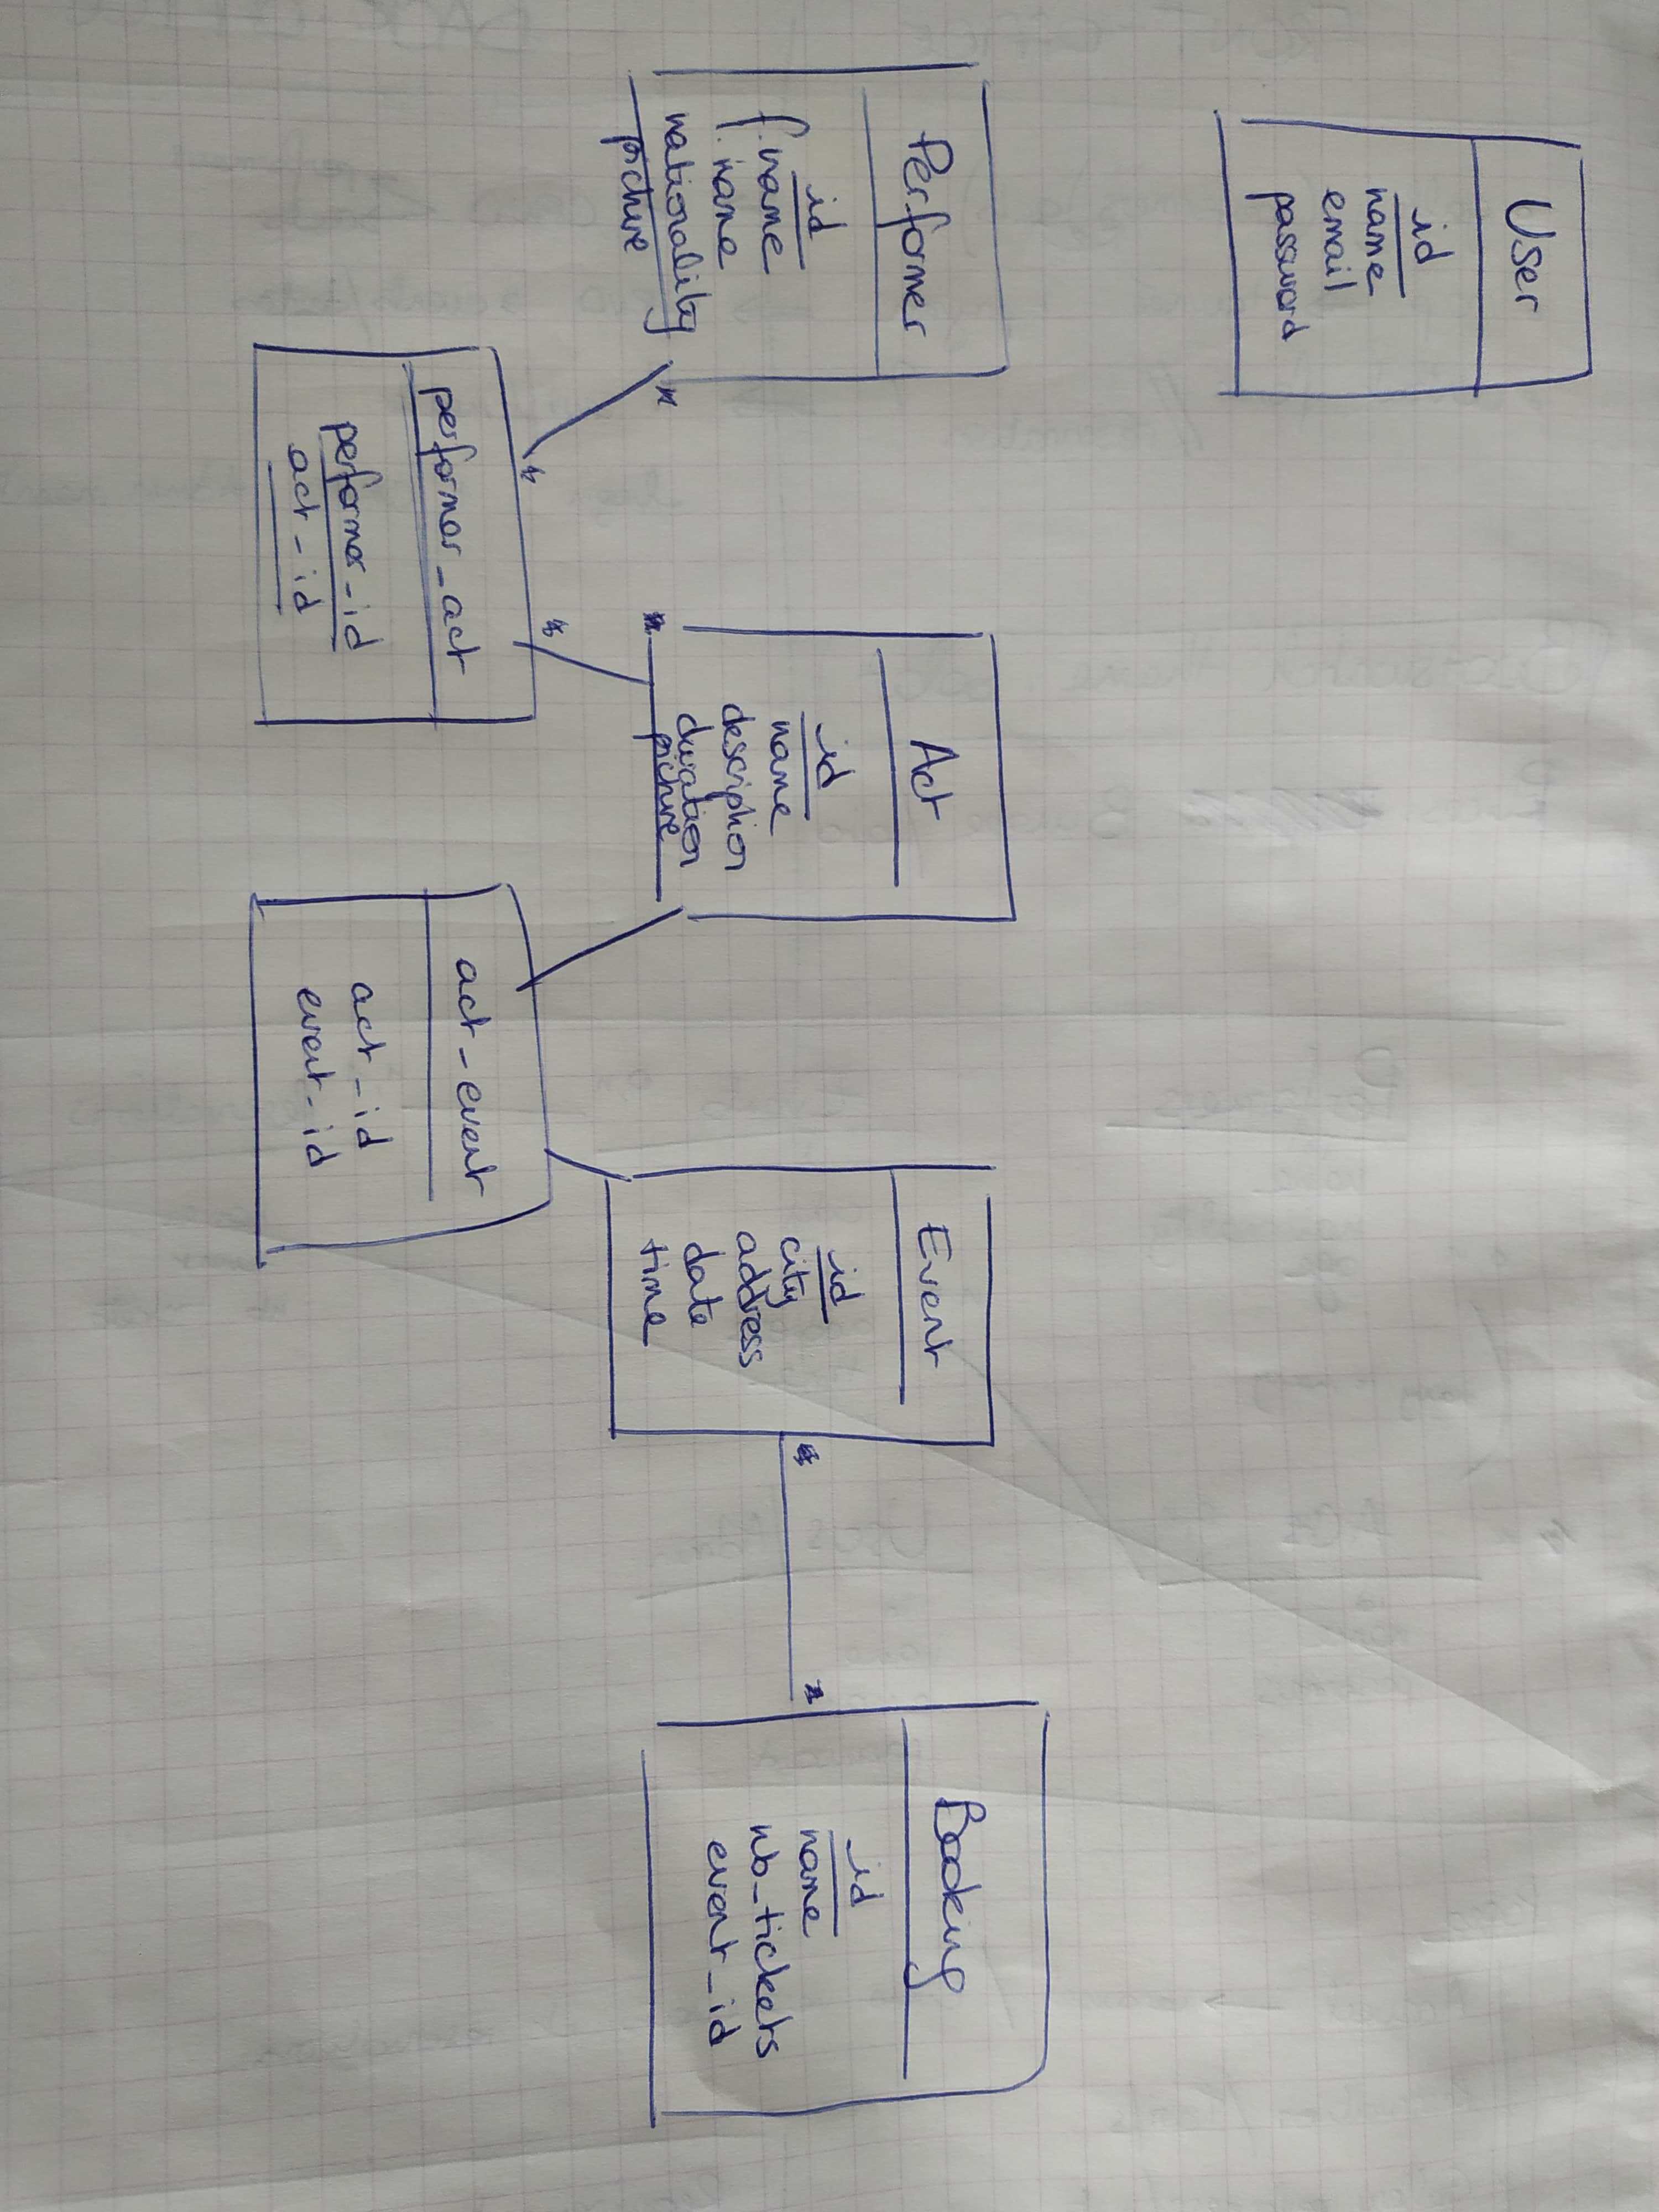 User
id
name
email
password
Performer
id
f.name
l.name
nationality
picture
Act
id
name
description
duration
picture
Event
id
city
address
date
time
Booking
id
name
nb_tickets
event_id
performer_act
performer_id
act_id
act_event
act_id
event_id